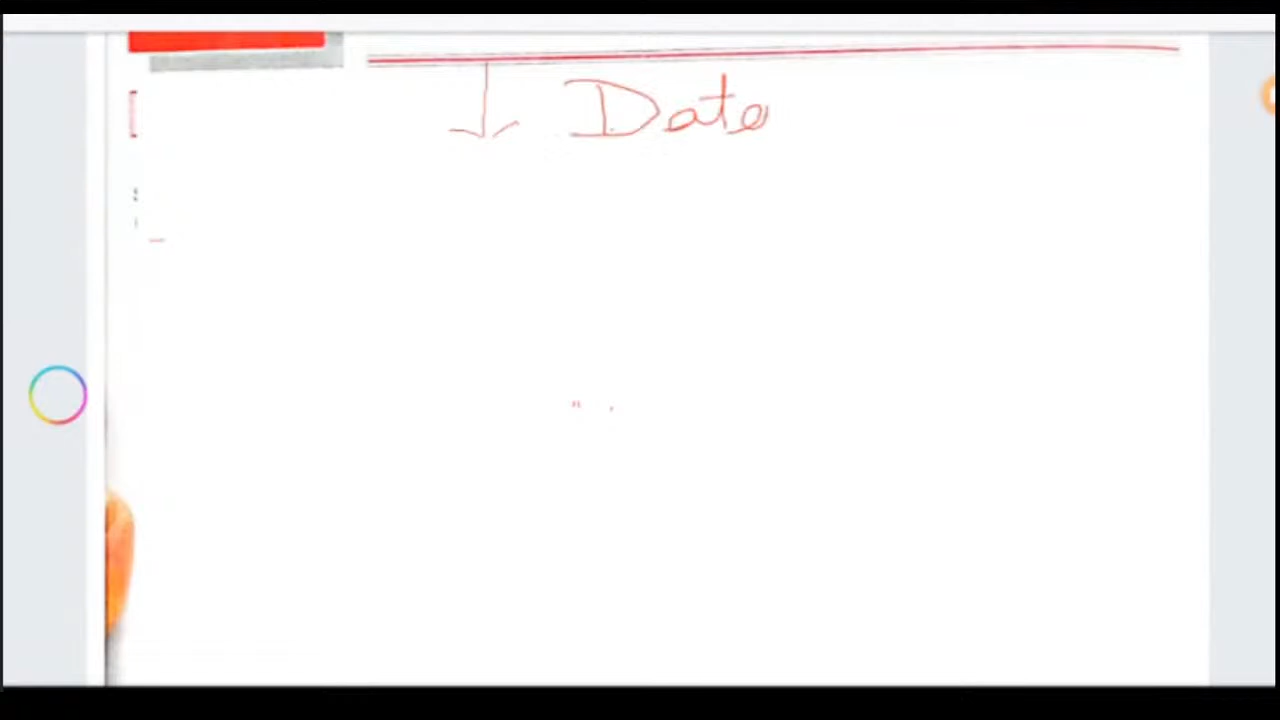 ↓ Date